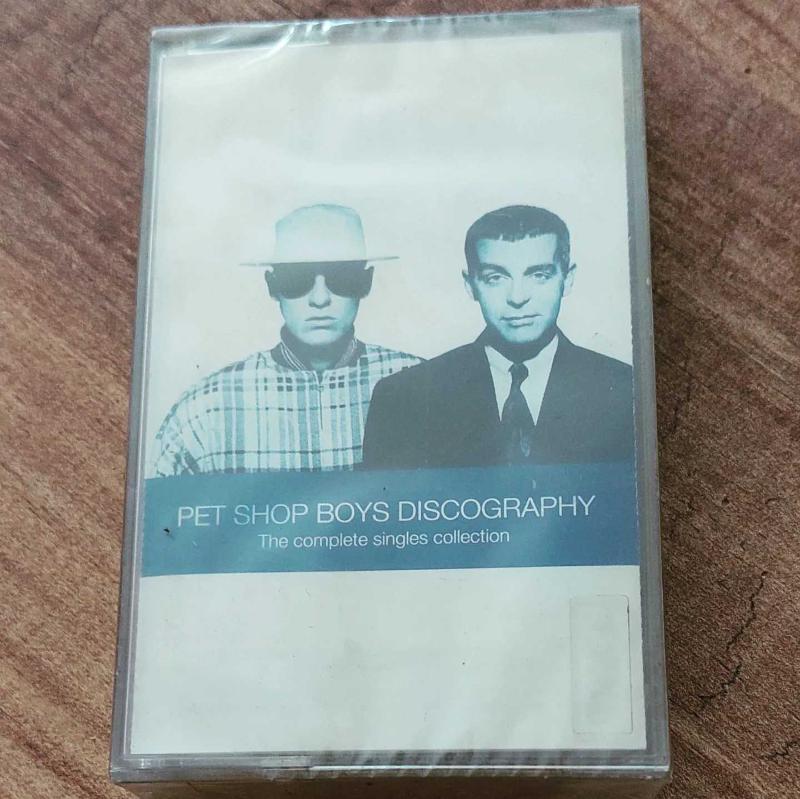 PET SHOP BOYS DISCOGRAPHY
The complete singles collection